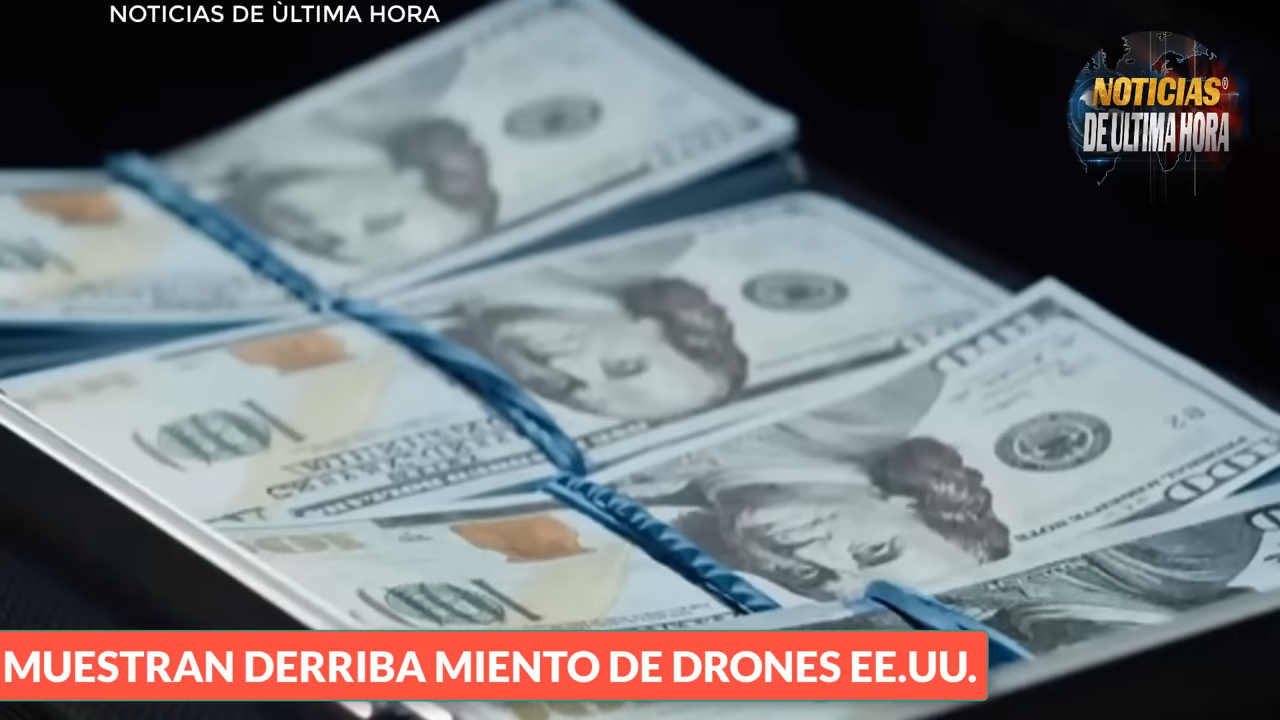 NOTICIAS DE ÙLTIMA HORA
NOTICIAS®
DE ULTIMA HORA
MUESTRAN DERRIBA MIENTO DE DRONES EE.UU.